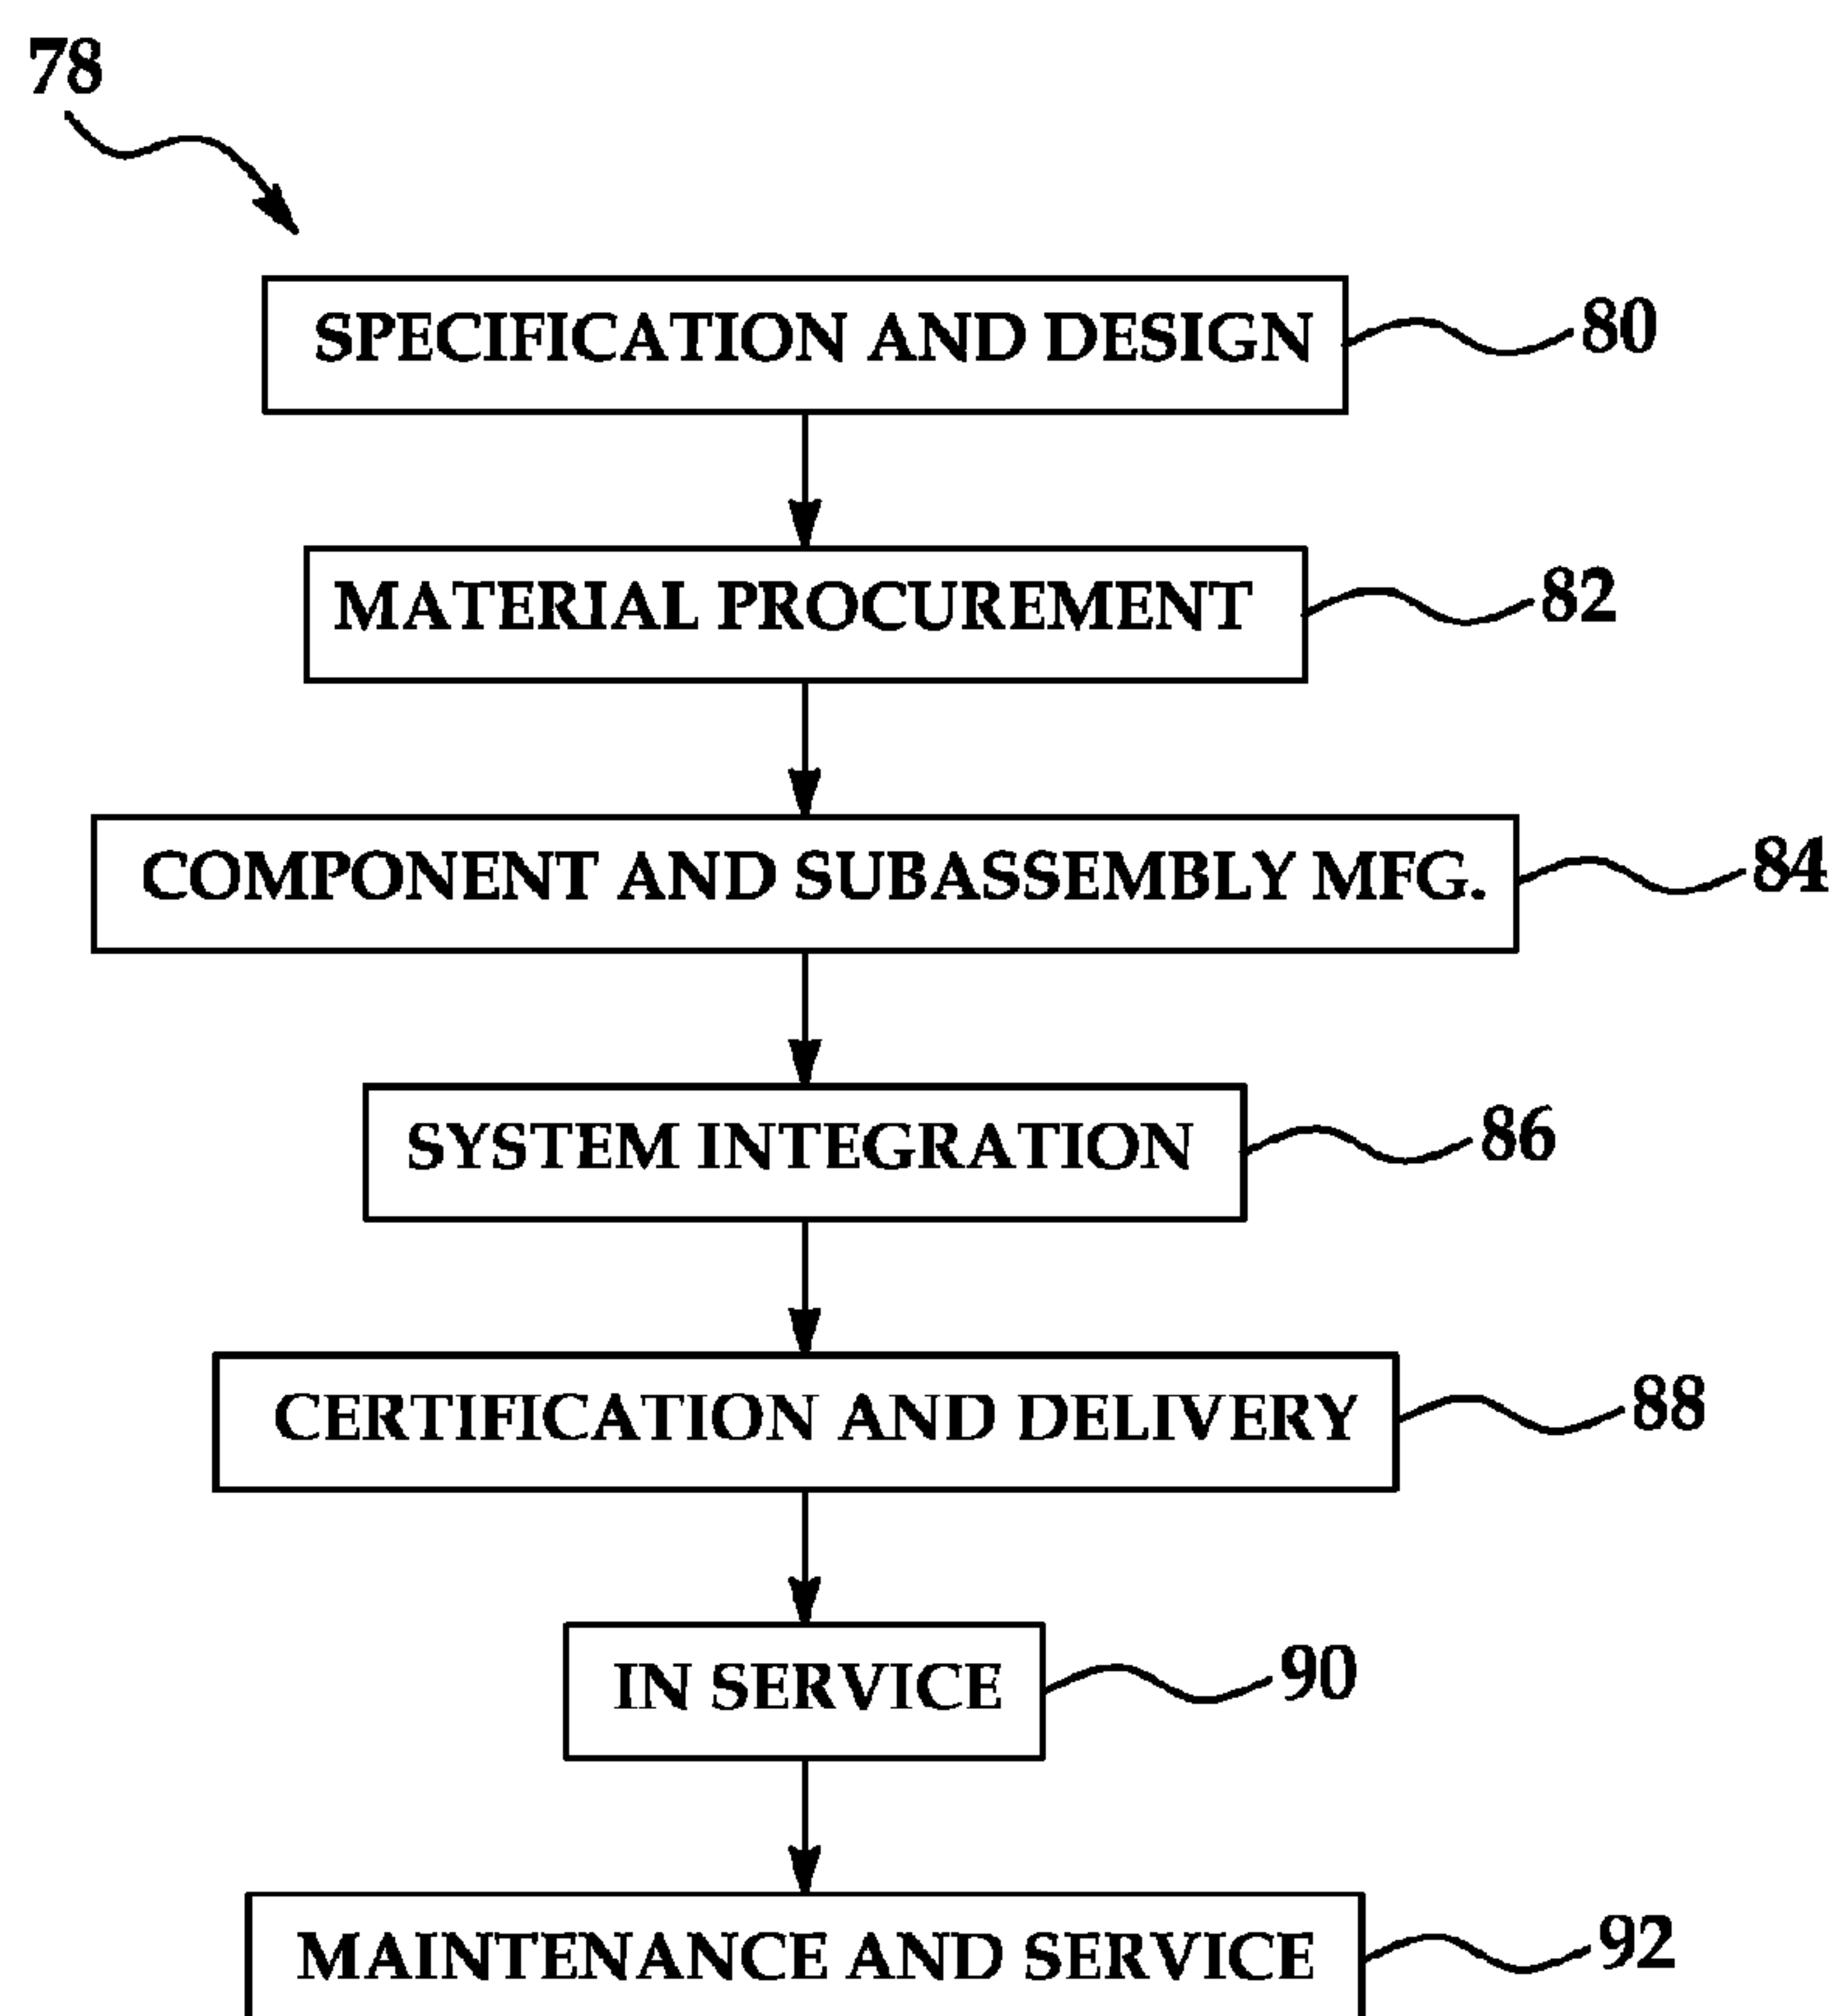 78
SPECIFICATION AND DESIGN 80
MATERIAL PROCUREMENT 82
COMPONENT AND SUBASSEMBLY MFG. 84
SYSTEM INTEGRATION 86
CERTIFICATION AND DELIVERY 88
IN SERVICE 90
MAINTENANCE AND SERVICE 92